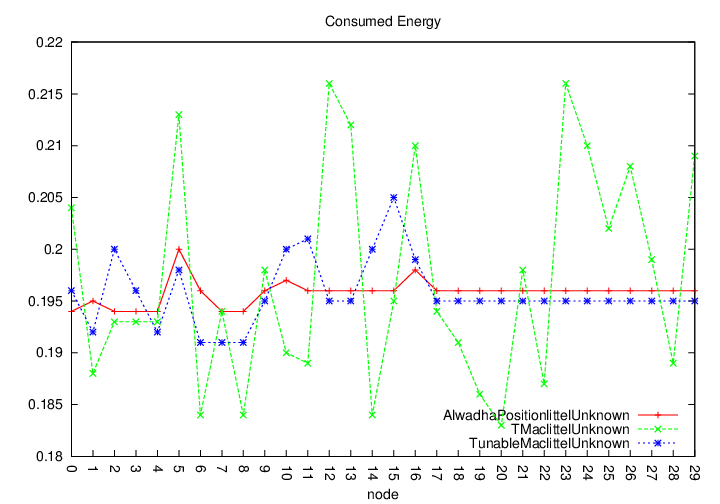 Consumed Energy
0.22
0.215
0.21
0.205
0.2
0.195
0.19
0.185
0.18
AlwadhaPositionlittelUnknown
TMaclittelUnknown
TunableMaclittelUnknown
0 1 2 3 4 5 6 7 8 9 10 11 12 13 14 15 16 17 18 19 20 21 22 23 24 25 26 27 28 29
node